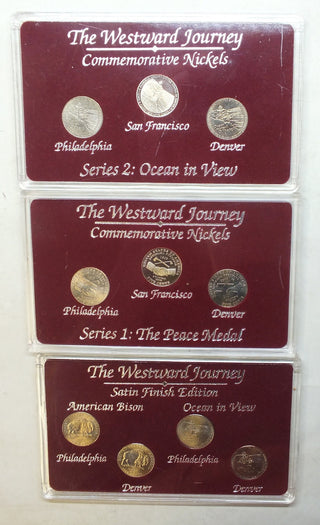 The Westward Journey
Commemorative Nickels
San Francisco
Philadelphia Denver
Series 2: Ocean in View
The Westward Journey
Commemorative Nickels
San Francisco
Philadelphia Denver
Series 1: The Peace Medal
The Westward Journey
Satin Finish Edition
American Bison Ocean in View
Philadelphia Philadelphia
Denver Denver